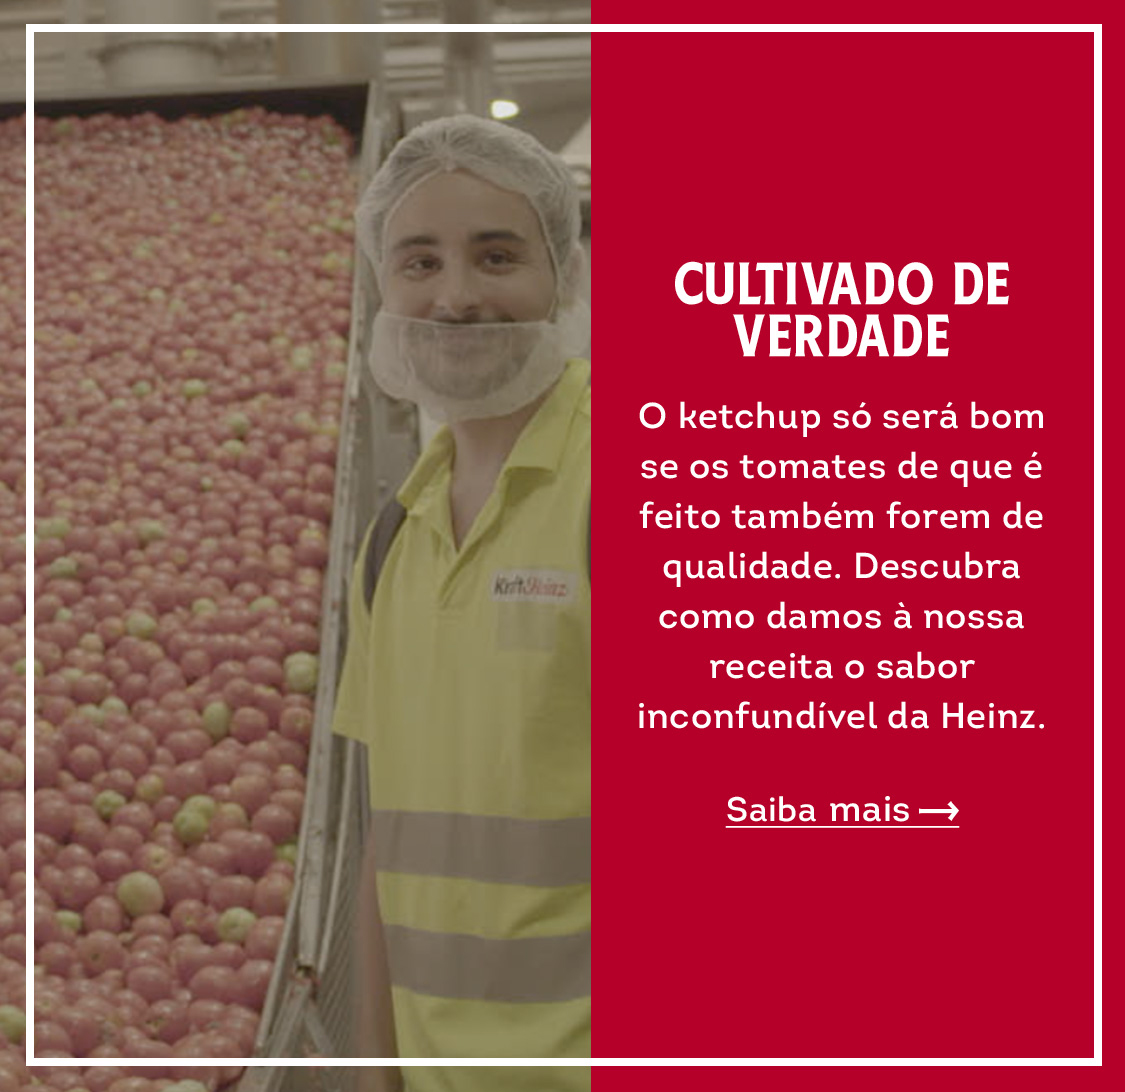 CULTIVADO DE
VERDADE
O ketchup só será bom
se os tomates de que é
feito também forem de
qualidade. Descubra
como damos à nossa
receita o sabor
inconfundível da Heinz.
Saiba mais →
KraftHeinz